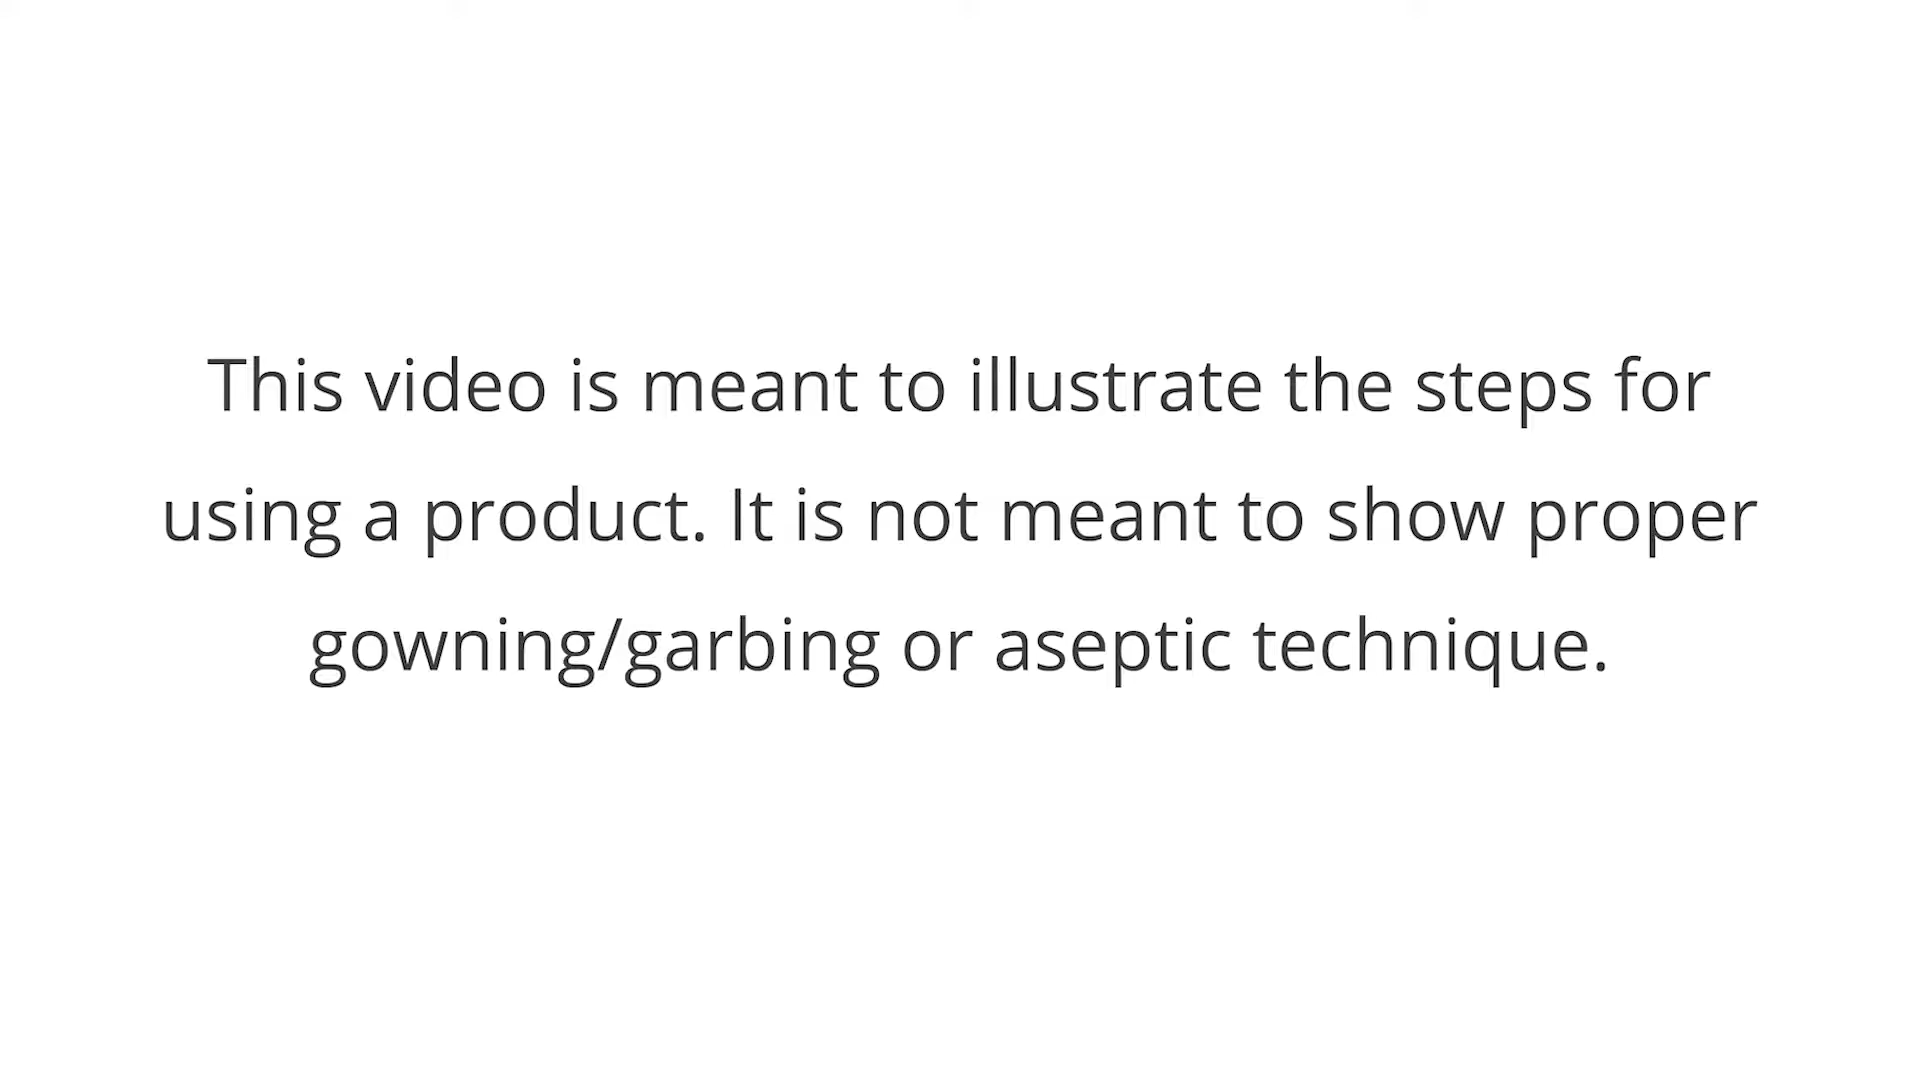 This video is meant to illustrate the steps for
using a product. It is not meant to show proper
gowning/garbing or aseptic technique.